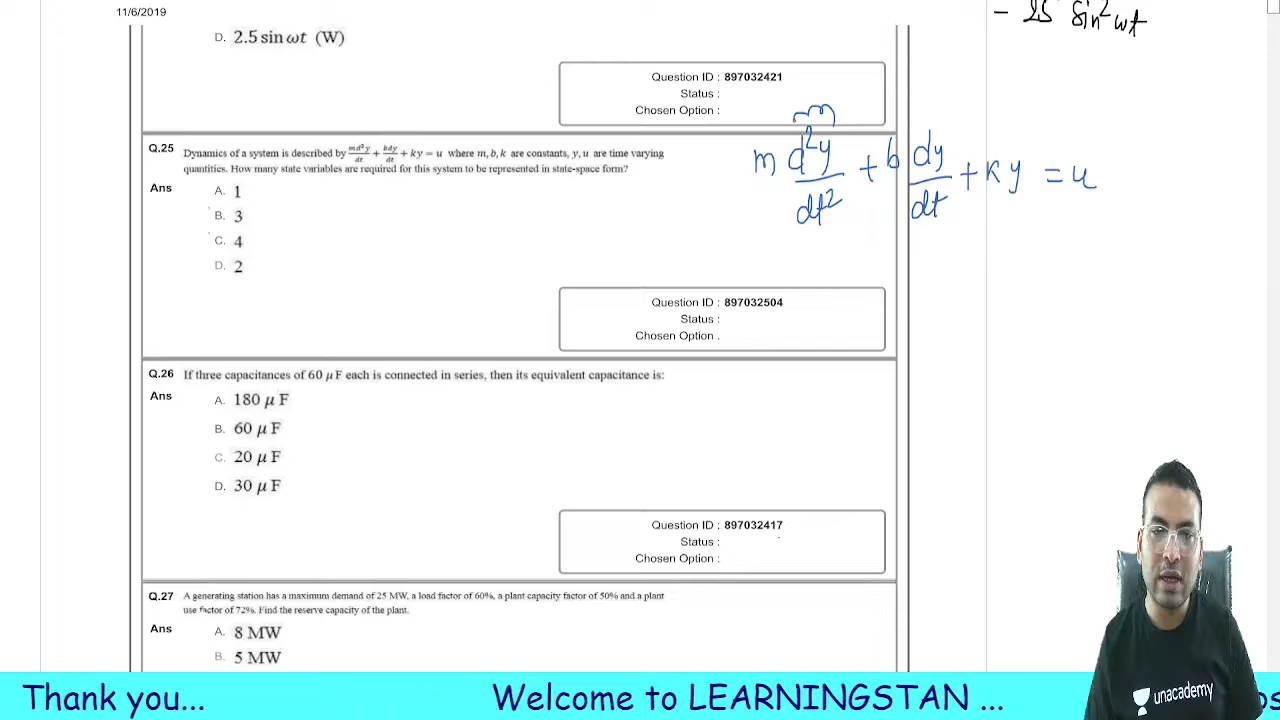 11/6/2019
D. 2.5 sin ωt (W)
− 25 Sin² ωt
Question ID : 897032421
Status :
Chosen Option :
Q.25 Dynamics of a system is described by md²y/dt + bdy/dt + ky = u where m, b, k are constants, y, u are time varying
quantities. How many state variables are required for this system to be represented in state-space form?
m d²y/dt² + b dy/dt + ky = u
Ans A. 1
B. 3
C. 4
D. 2
Question ID : 897032504
Status :
Chosen Option .
Q.26 If three capacitances of 60 μ F each is connected in series, then its equivalent capacitance is:
Ans A. 180 μ F
B. 60 μ F
C. 20 μ F
D. 30 μ F
Question ID : 897032417
Status :
Chosen Option :
Q.27 A generating station has a maximum demand of 25 MW, a load factor of 60%, a plant capacity factor of 50% and a plant
use factor of 72%. Find the reserve capacity of the plant.
Ans A. 8 MW
B. 5 MW
unacademy
Thank you... Welcome to LEARNINGSTAN ...